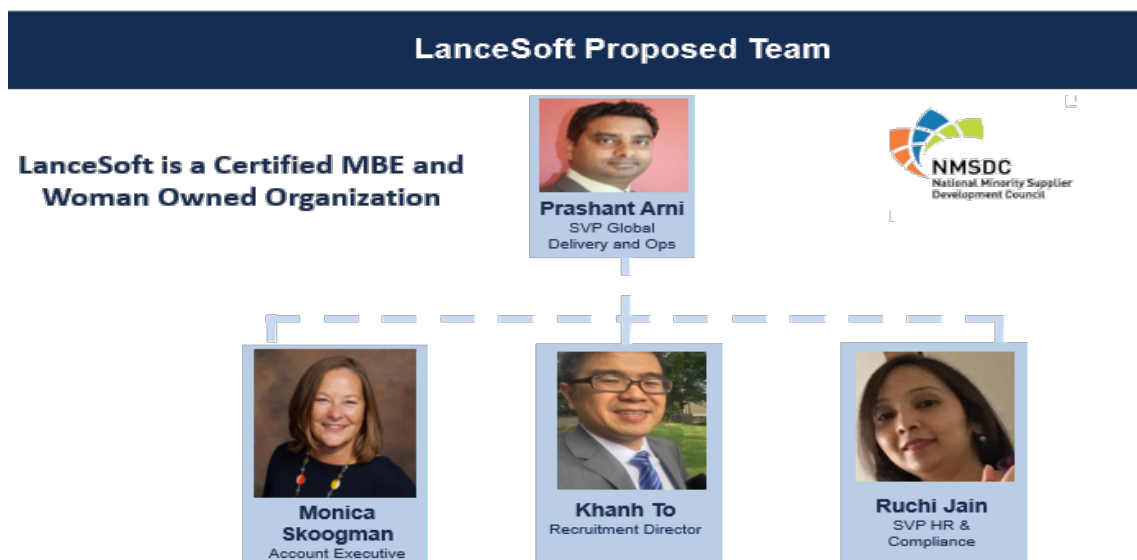 LanceSoft Proposed Team
LanceSoft is a Certified MBE and
Woman Owned Organization
Prashant Arni
SVP Global
Delivery and Ops
NMSDC
National Minority Supplier
Development Council
Monica
Skoogman
Account Executive
Khanh To
Recruitment Director
Ruchi Jain
SVP HR &
Compliance